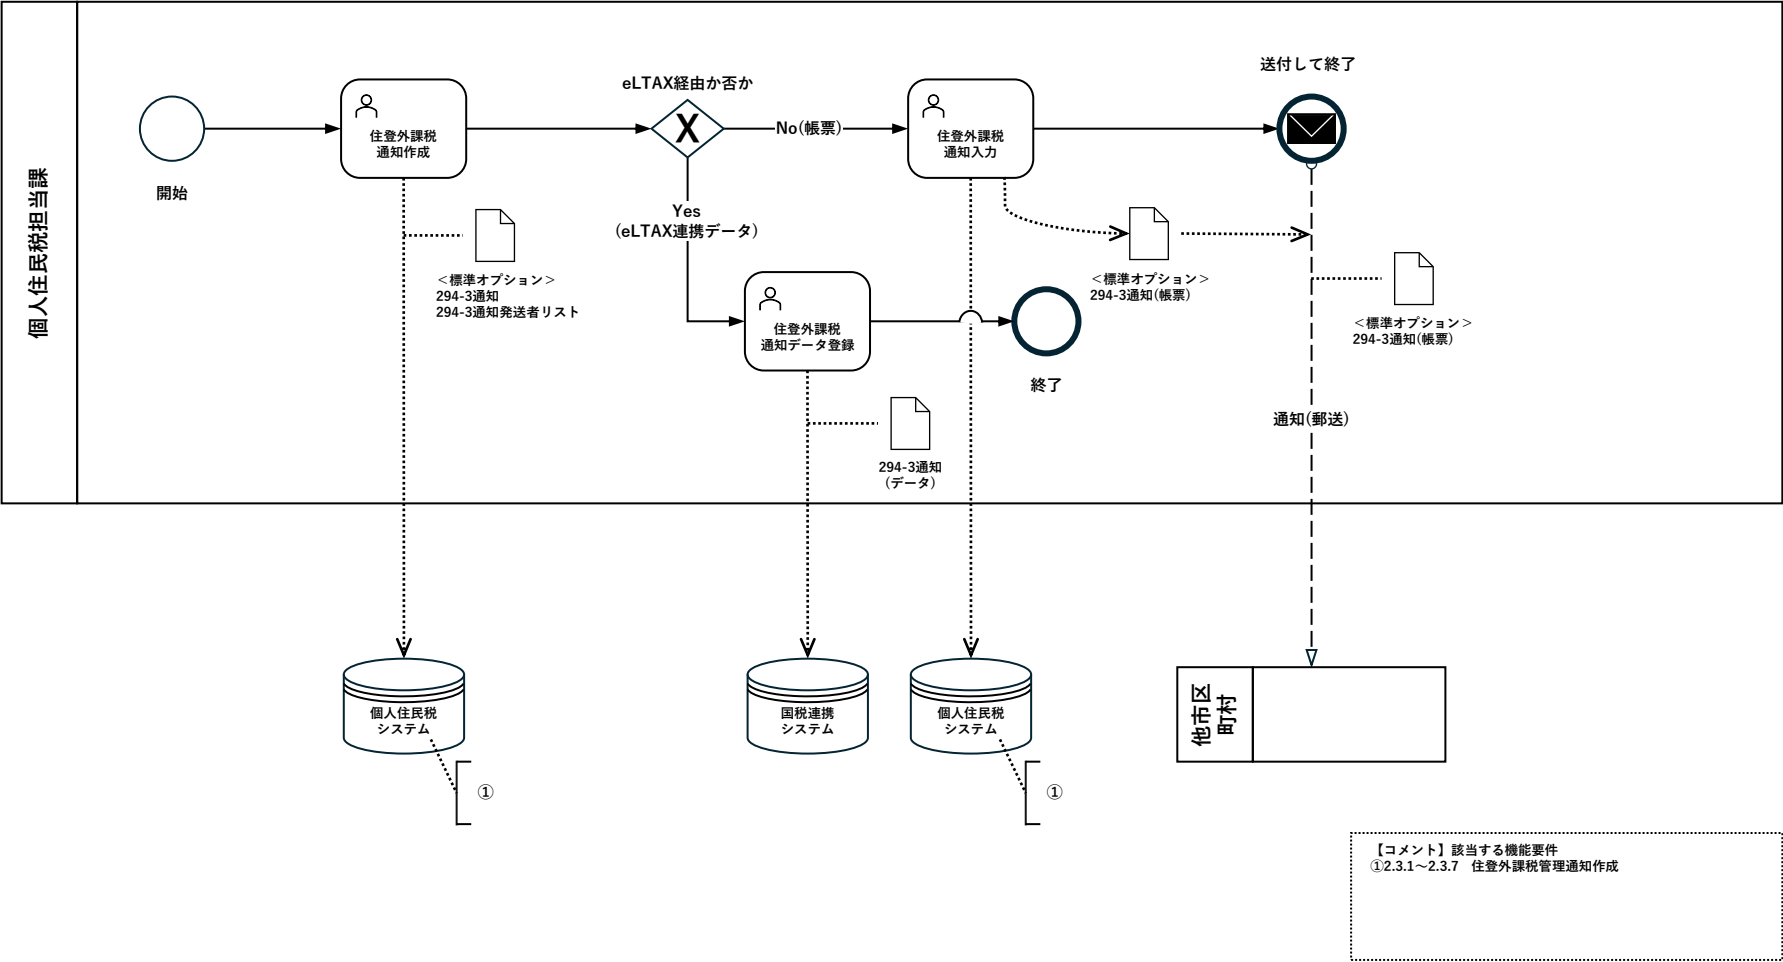 個人住民税担当課
開始
住登外課税
通知作成
eLTAX経由か否か
X
No(帳票)
住登外課税
通知入力
送付して終了
Yes
(eLTAX連携データ)
＜標準オプション＞
294-3通知
294-3通知発送者リスト
住登外課税
通知データ登録
終了
＜標準オプション＞
294-3通知(帳票)
＜標準オプション＞
294-3通知(帳票)
通知(郵送)
294-3通知
(データ)
個人住民税
システム
①
国税連携
システム
個人住民税
システム
①
他市区
町村
【コメント】該当する機能要件
①2.3.1～2.3.7　住登外課税管理通知作成